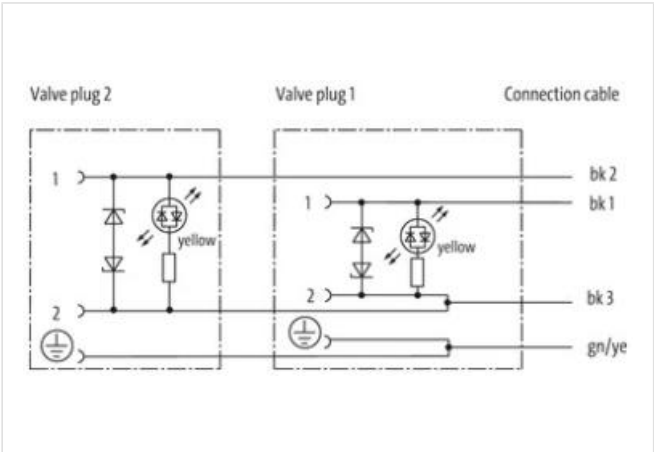 Valve plug 2 Valve plug 1 Connection cable
1 bk 2
1 bk 1
yellow yellow
2 bk 3
2
gn/ye